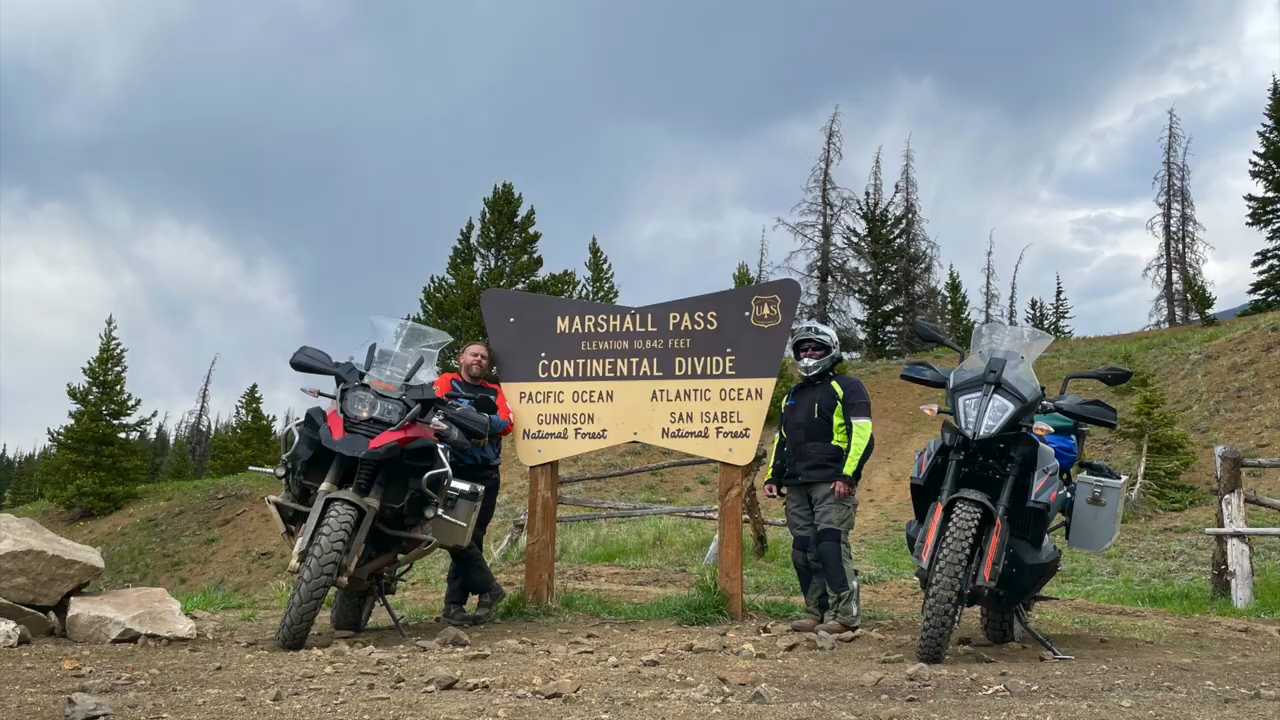 MARSHALL PASS
US
ELEVATION 10,842 FEET
CONTINENTAL DIVIDE
PACIFIC OCEAN
GUNNISON
National Forest
ATLANTIC OCEAN
SAN ISABEL
National Forest